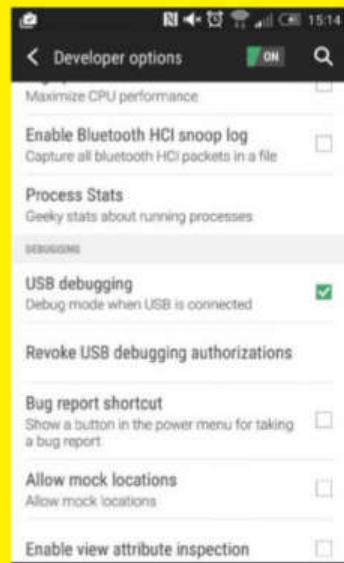 15:14
Developer options
ON
Maximize CPU performance
Enable Bluetooth HCI snoop log
Capture all bluetooth HCI packets in a file
Process Stats
Geeky stats about running processes
DEBUGGING
USB debugging
Debug mode when USB is connected
Revoke USB debugging authorizations
Bug report shortcut
Show a button in the power menu for taking
a bug report
Allow mock locations
Allow mock locations
Enable view attribute inspection